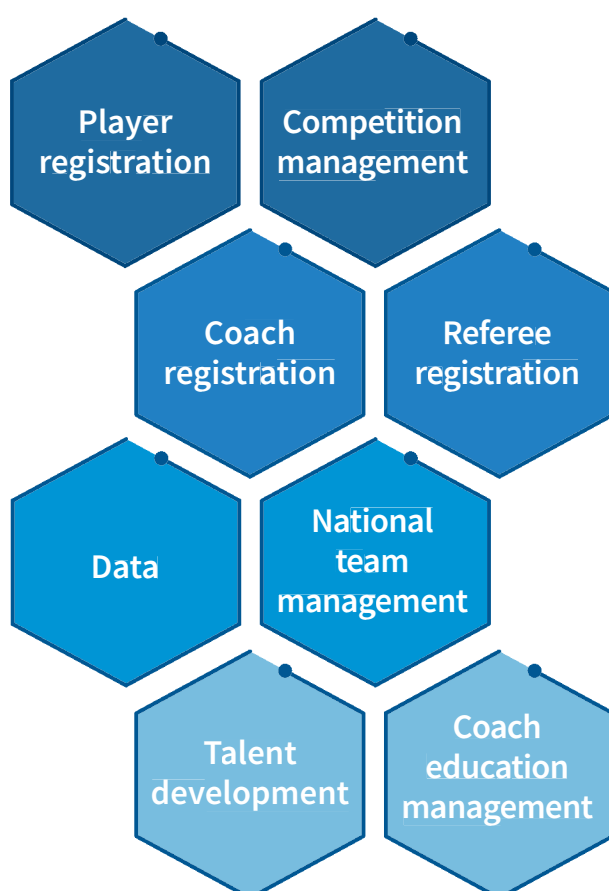 Player
registration
Competition
management
Coach
registration
Referee
registration
Data
National
team
management
Talent
development
Coach
education
management